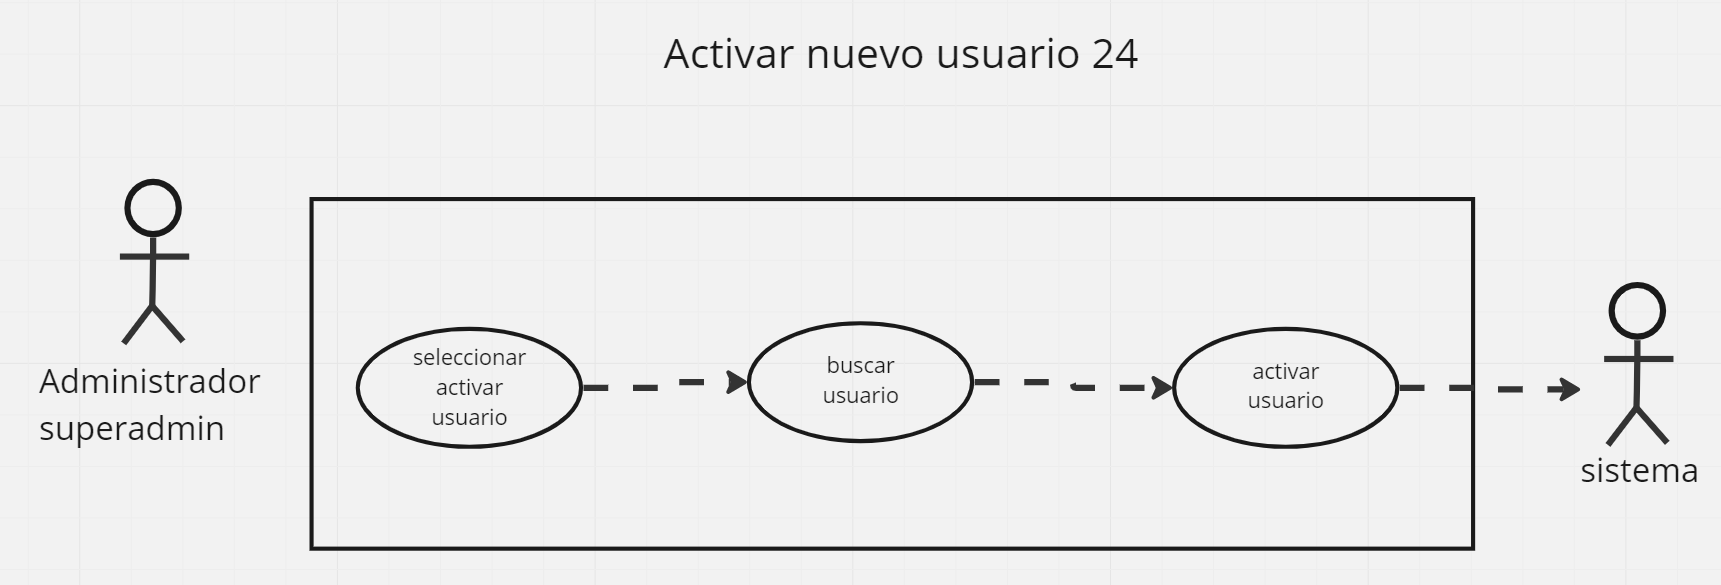 Activar nuevo usuario 24
Administrador
superadmin
seleccionar
activar
usuario
buscar
usuario
activar
usuario
sistema